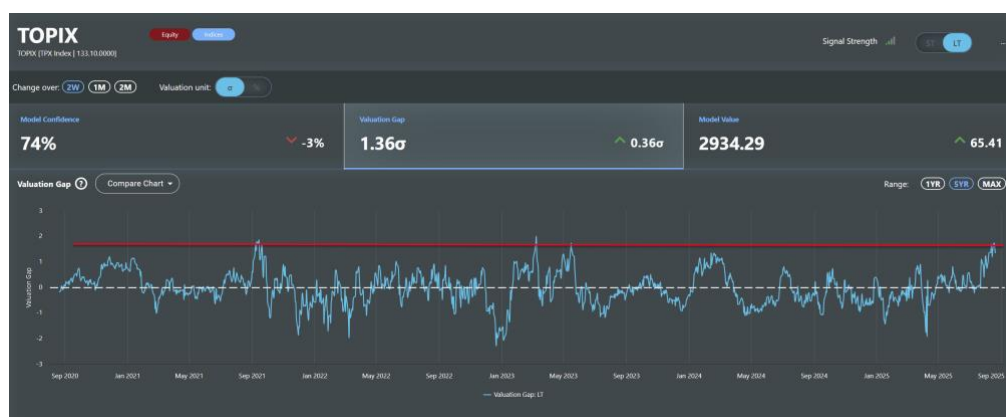 TOPIX
Equity
Indices
TOPIX (TPX Index | 133.10.0000)
Signal Strength
ST
LT
Change over: 2W 1M 2M
Valuation unit: σ %
Model Confidence
74%
-3%
Valuation Gap
1.36σ
0.36σ
Model Value
2934.29
65.41
Valuation Gap ?
Compare Chart
Range: 1YR 5YR MAX
3
2
1
0
-1
-2
-3
Valuation Gap
Sep 2020 Jan 2021 May 2021 Sep 2021 Jan 2022 May 2022 Sep 2022 Jan 2023 May 2023 Sep 2023 Jan 2024 May 2024 Sep 2024 Jan 2025 May 2025 Sep 2025
Valuation Gap: LT